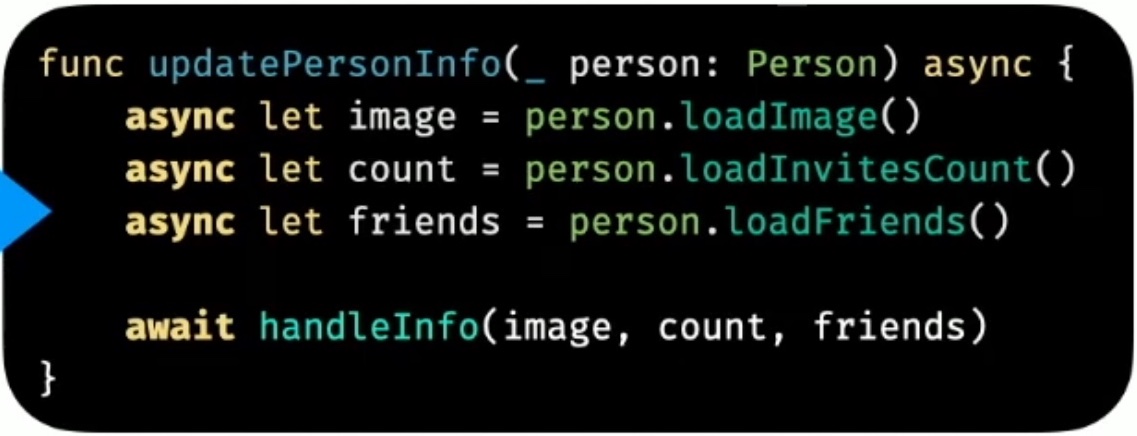 func updatePersonInfo(_ person: Person) async {
    async let image = person.loadImage()
    async let count = person.loadInvitesCount()
    async let friends = person.loadFriends()

    await handleInfo(image, count, friends)
}